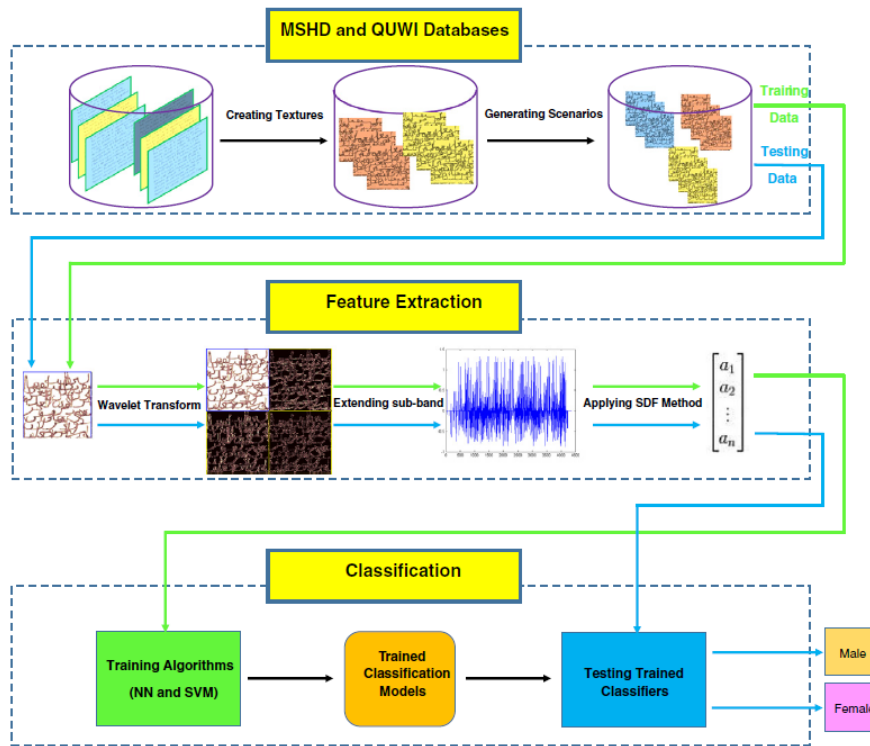 MSHD and QUWI Databases
Creating Textures
Generating Scenarios
Training
Data
Testing
Data
Feature Extraction
Wavelet Transform
Extending sub-band
Applying SDF Method
a1
a2
⋮
an
Classification
Training Algorithms
(NN and SVM)
Trained
Classification
Models
Testing Trained
Classifiers
Male
Female